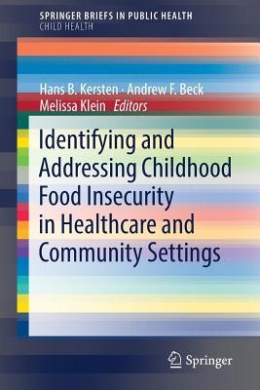 SPRINGER BRIEFS IN PUBLIC HEALTH
CHILD HEALTH
Hans B. Kersten · Andrew F. Beck
Melissa Klein Editors
Identifying and
Addressing Childhood
Food Insecurity
in Healthcare and
Community Settings
Springer